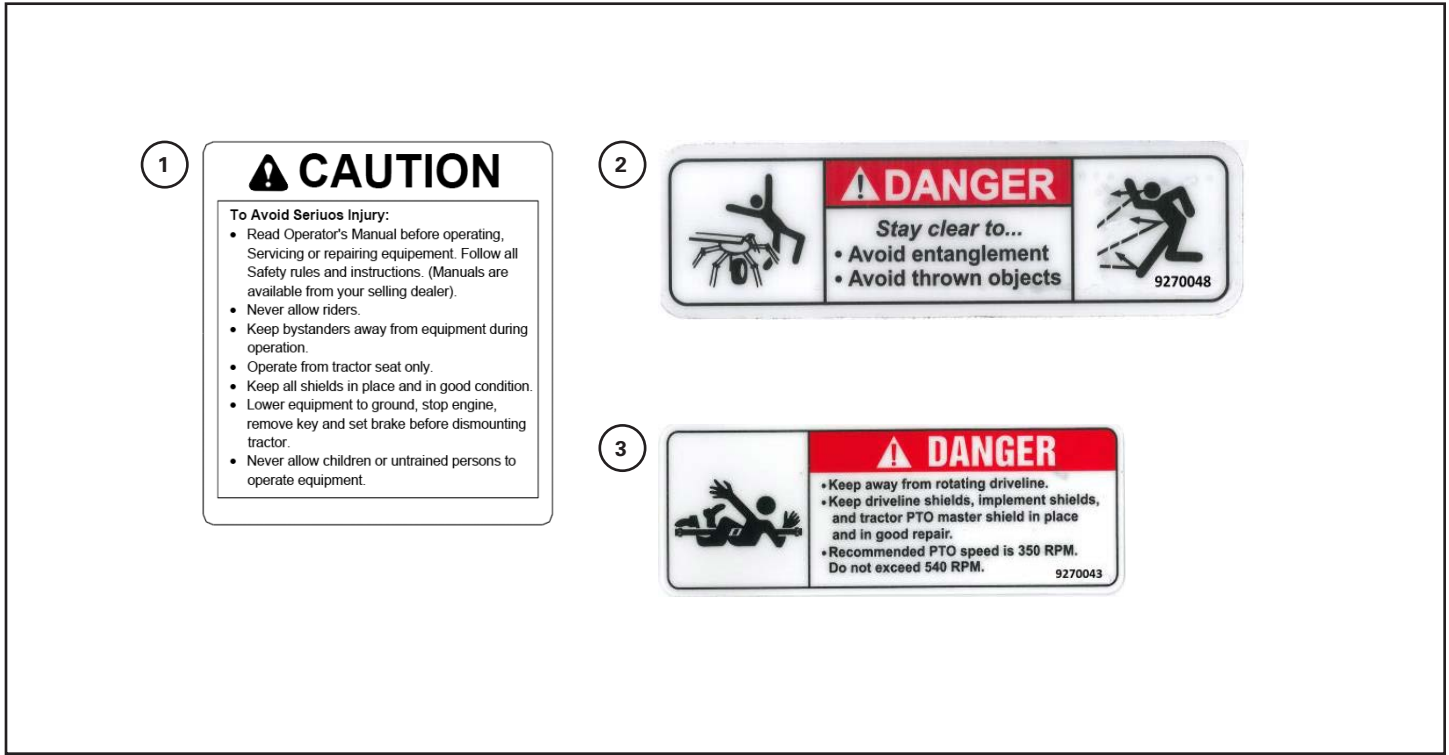 1
CAUTION
To Avoid Seriuos Injury:
• Read Operator's Manual before operating,
Servicing or repairing equipement. Follow all
Safety rules and instructions. (Manuals are
available from your selling dealer).
• Never allow riders.
• Keep bystanders away from equipment during
operation.
• Operate from tractor seat only.
• Keep all shields in place and in good condition.
• Lower equipment to ground, stop engine,
remove key and set brake before dismounting
tractor.
• Never allow children or untrained persons to
operate equipment.
2
DANGER
Stay clear to...
• Avoid entanglement
• Avoid thrown objects
9270048
3
DANGER
• Keep away from rotating driveline.
• Keep driveline shields, implement shields,
and tractor PTO master shield in place
and in good repair.
• Recommended PTO speed is 350 RPM.
Do not exceed 540 RPM.
9270043